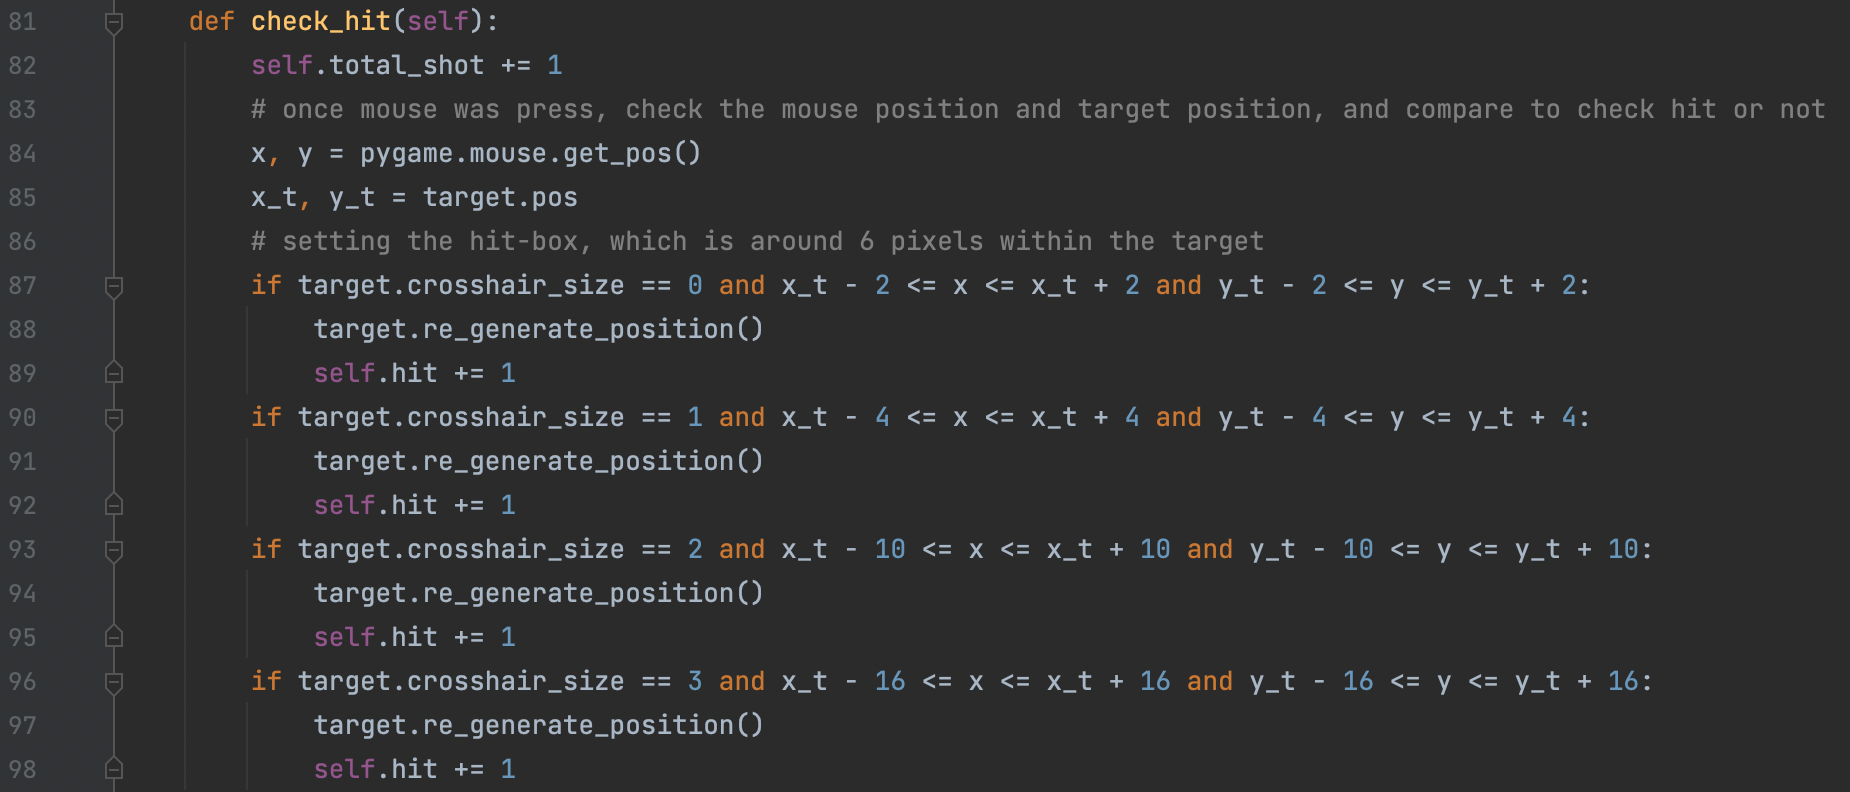 81 def check_hit(self):
82 self.total_shot += 1
83 # once mouse was press, check the mouse position and target position, and compare to check hit or not
84 x, y = pygame.mouse.get_pos()
85 x_t, y_t = target.pos
86 # setting the hit-box, which is around 6 pixels within the target
87 if target.crosshair_size == 0 and x_t - 2 <= x <= x_t + 2 and y_t - 2 <= y <= y_t + 2:
88 target.re_generate_position()
89 self.hit += 1
90 if target.crosshair_size == 1 and x_t - 4 <= x <= x_t + 4 and y_t - 4 <= y <= y_t + 4:
91 target.re_generate_position()
92 self.hit += 1
93 if target.crosshair_size == 2 and x_t - 10 <= x <= x_t + 10 and y_t - 10 <= y <= y_t + 10:
94 target.re_generate_position()
95 self.hit += 1
96 if target.crosshair_size == 3 and x_t - 16 <= x <= x_t + 16 and y_t - 16 <= y <= y_t + 16:
97 target.re_generate_position()
98 self.hit += 1